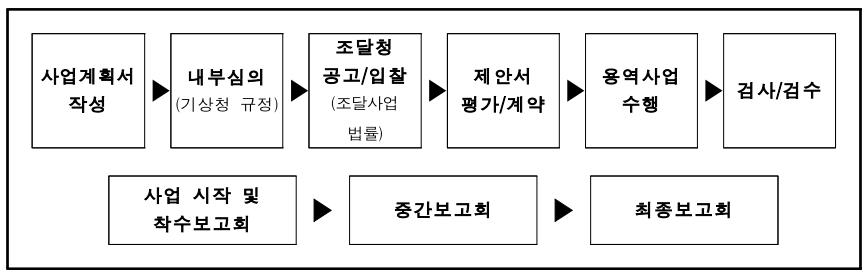 사업계획서
작성
내부심의
(기상청 규정)
조달청
공고/입찰
(조달사업
법률)
제안서
평가/계약
용역사업
수행
검사/검수
사업 시작 및
착수보고회
중간보고회
최종보고회